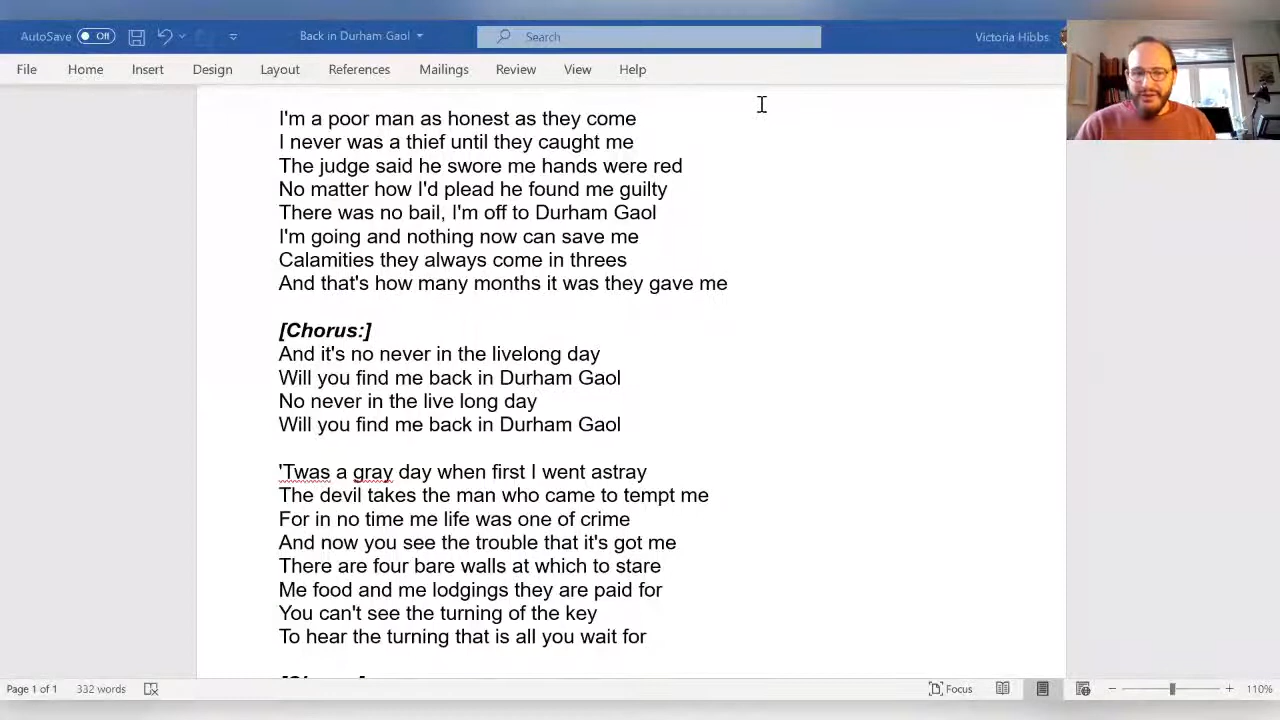 AutoSave Off Back in Durham Gaol Search Victoria Hibbs
File Home Insert Design Layout References Mailings Review View Help
I'm a poor man as honest as they come
I never was a thief until they caught me
The judge said he swore me hands were red
No matter how I'd plead he found me guilty
There was no bail, I'm off to Durham Gaol
I'm going and nothing now can save me
Calamities they always come in threes
And that's how many months it was they gave me
[Chorus:]
And it's no never in the livelong day
Will you find me back in Durham Gaol
No never in the live long day
Will you find me back in Durham Gaol
'Twas a gray day when first I went astray
The devil takes the man who came to tempt me
For in no time me life was one of crime
And now you see the trouble that it's got me
There are four bare walls at which to stare
Me food and me lodgings they are paid for
You can't see the turning of the key
To hear the turning that is all you wait for
Page 1 of 1 332 words Focus 110%